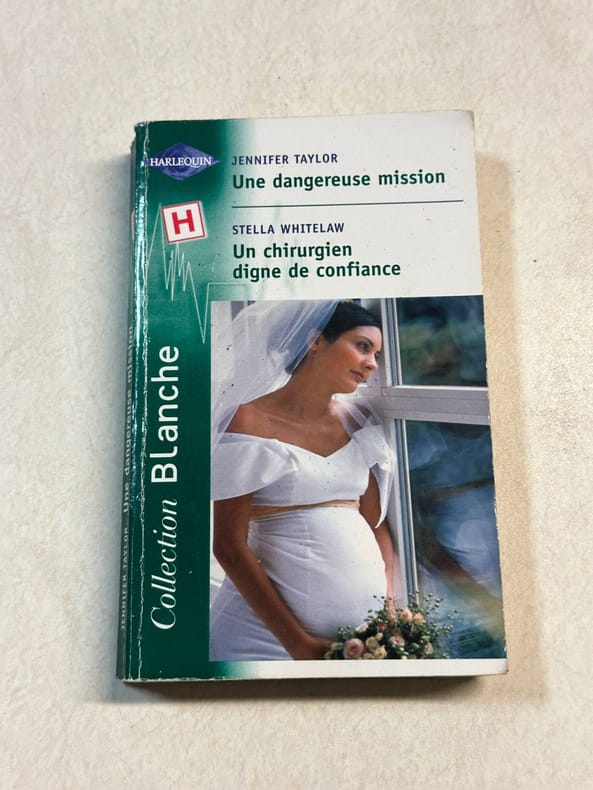 HARLEQUIN
JENNIFER TAYLOR
Une dangereuse mission
H
STELLA WHITELAW
Un chirurgien
digne de confiance
Collection Blanche
JENNIFER TAYLOR Une dangereuse mission